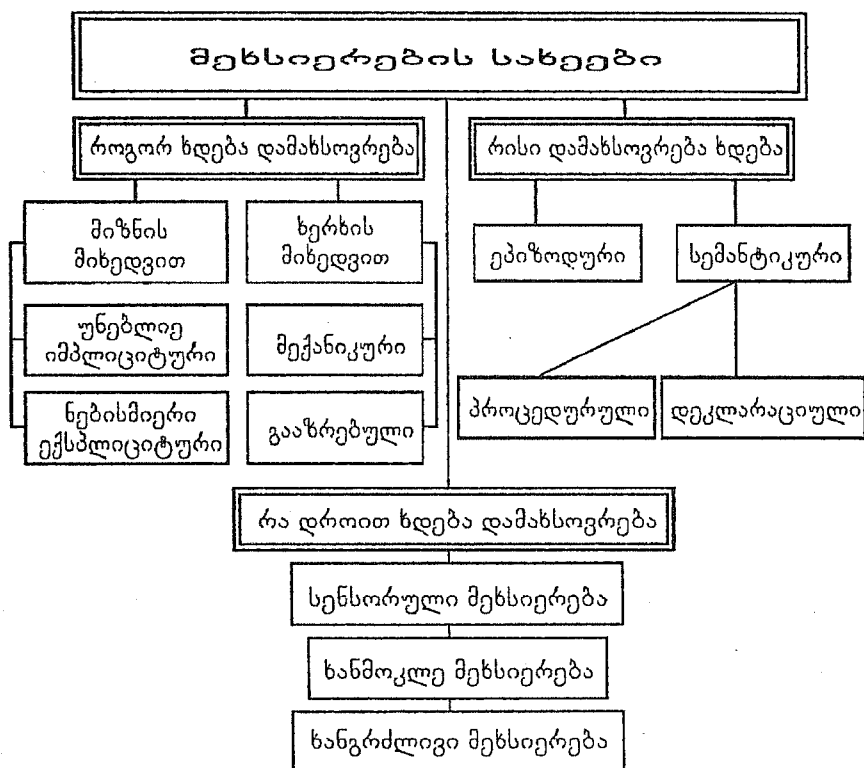 მეხსიერების სახეები
როგორ ხდება დამახსოვრება
რისი დამახსოვრება ხდება
მიზნის
მიხედვით
ხერხის
მიხედვით
ეპიზოდური
სემანტიკური
უნებლიე
იმპლიციტური
მექანიკური
ნებისმიერი
ექსპლიციტური
გააზრებული
პროცედურული
დეკლარაციული
რა დროით ხდება დამახსოვრება
სენსორული მეხსიერება
ხანმოკლე მეხსიერება
ხანგრძლივი მეხსიერება